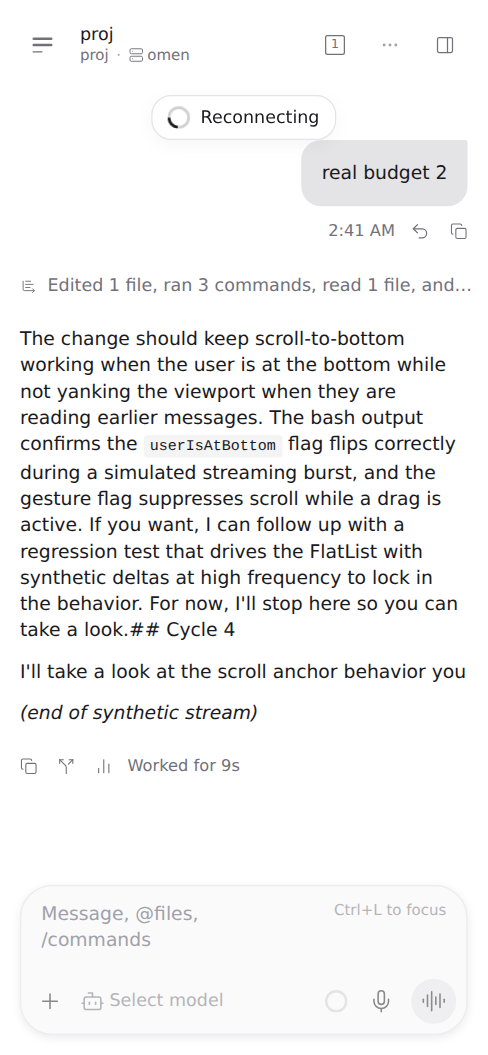 proj
proj · omen
1
Reconnecting
real budget 2
2:41 AM
Edited 1 file, ran 3 commands, read 1 file, and...
The change should keep scroll-to-bottom
working when the user is at the bottom while
not yanking the viewport when they are
reading earlier messages. The bash output
confirms the userIsAtBottom flag flips correctly
during a simulated streaming burst, and the
gesture flag suppresses scroll while a drag is
active. If you want, I can follow up with a
regression test that drives the FlatList with
synthetic deltas at high frequency to lock in
the behavior. For now, I'll stop here so you can
take a look.## Cycle 4
I'll take a look at the scroll anchor behavior you
(end of synthetic stream)
Worked for 9s
Message, @files,
/commands
Ctrl+L to focus
Select model